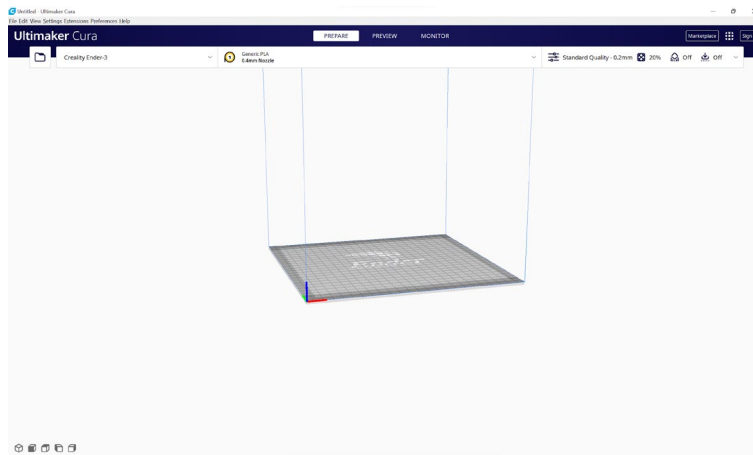 Untitled - Ultimaker Cura
File Edit View Settings Extensions Preferences Help
Ultimaker Cura
PREPARE
PREVIEW
MONITOR
Marketplace
Sign
Creality Ender-3
Generic PLA
0.4mm Nozzle
Standard Quality - 0.2mm
20%
Off
Off